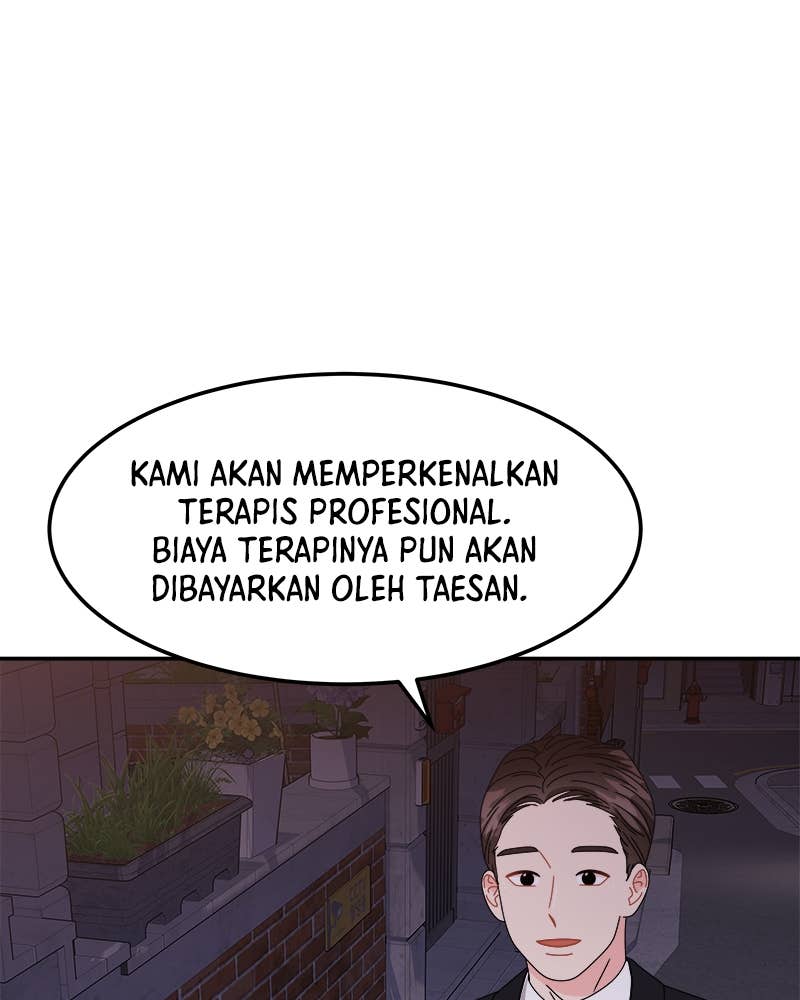 KAMI AKAN MEMPERKENALKAN
TERAPIS PROFESIONAL.
BIAYA TERAPINYA PUN AKAN
DIBAYARKAN OLEH TAESAN.